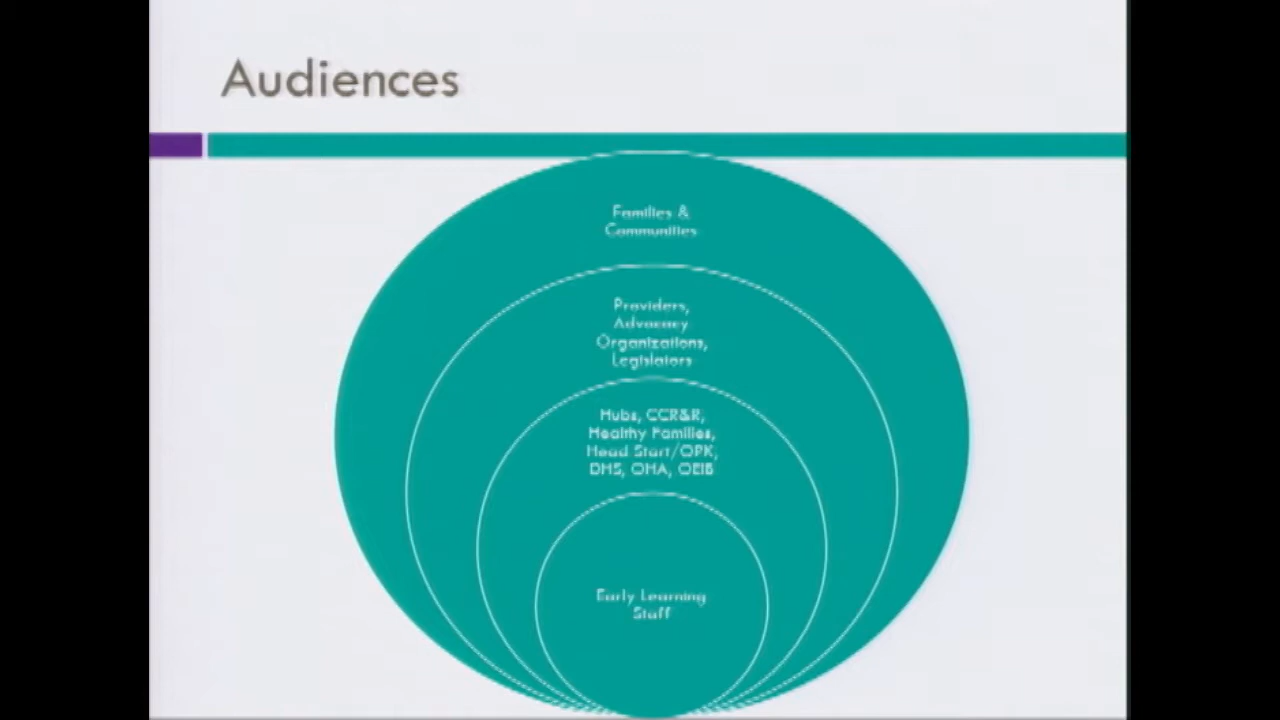 Audiences
Families &
Communities
Providers,
Advocacy
Organizations,
Legislators
Hubs, CCR&R,
Healthy Families,
Head Start/OPK,
DHS, OHA, OEIB
Early Learning
Staff